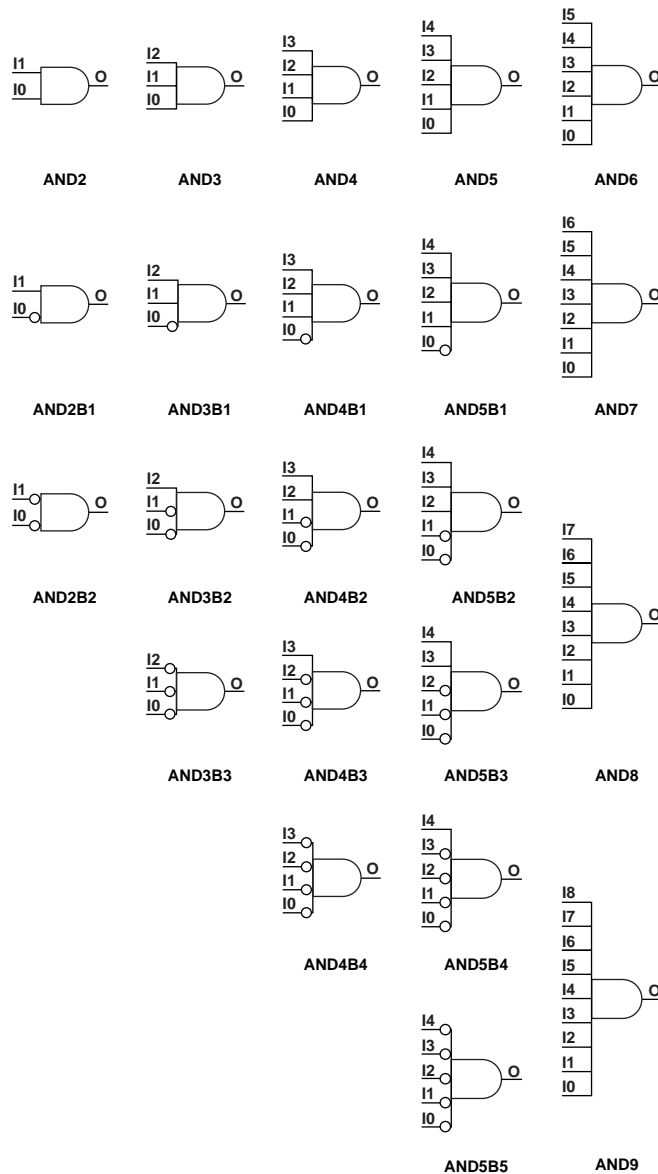 I1
I0
O
AND2
I2
I1
I0
O
AND3
I3
I2
I1
I0
O
AND4
I4
I3
I2
I1
I0
O
AND5
I5
I4
I3
I2
I1
I0
O
AND6
I1
I0
O
AND2B1
I2
I1
I0
O
AND3B1
I3
I2
I1
I0
O
AND4B1
I4
I3
I2
I1
I0
O
AND5B1
I6
I5
I4
I3
I2
I1
I0
O
AND7
I1
I0
O
AND2B2
I2
I1
I0
O
AND3B2
I3
I2
I1
I0
O
AND4B2
I4
I3
I2
I1
I0
O
AND5B2
I7
I6
I5
I4
I3
I2
I1
I0
O
AND8
I2
I1
I0
O
AND3B3
I3
I2
I1
I0
O
AND4B3
I4
I3
I2
I1
I0
O
AND5B3
I3
I2
I1
I0
O
AND4B4
I4
I3
I2
I1
I0
O
AND5B4
I8
I7
I6
I5
I4
I3
I2
I1
I0
O
AND9
I4
I3
I2
I1
I0
O
AND5B5